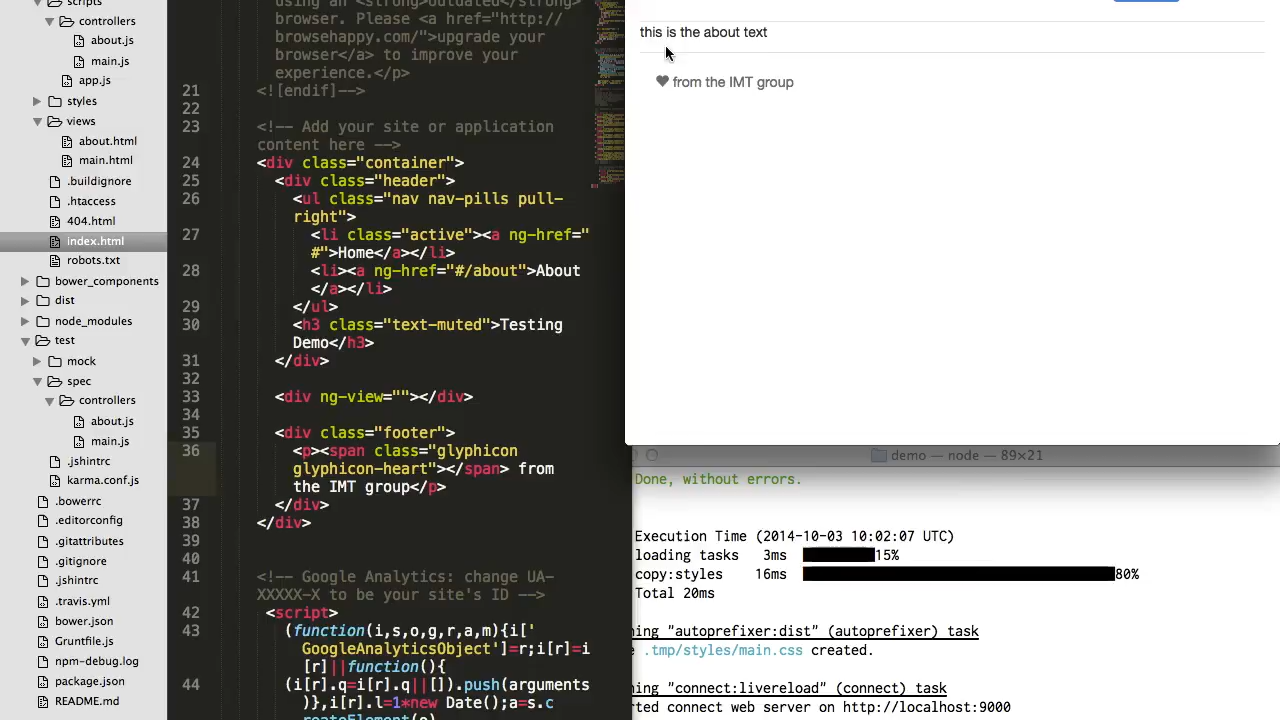 scripts
controllers
about.js
main.js
app.js
styles
views
about.html
main.html
.buildignore
.htaccess
404.html
index.html
robots.txt
bower_components
dist
node_modules
test
mock
spec
controllers
about.js
main.js
.jshintrc
karma.conf.js
.bowerrc
.editorconfig
.gitattributes
.gitignore
.jshintrc
.travis.yml
bower.json
Gruntfile.js
npm-debug.log
package.json
README.md
using an <strong>outdated</strong>
browser. Please <a href="http://
browsehappy.com/">upgrade your
browser</a> to improve your
experience.</p>
21 <![endif]-->
22
23 <!-- Add your site or application
content here -->
24 <div class="container">
25 <div class="header">
26 <ul class="nav nav-pills pull-
right">
27 <li class="active"><a ng-href="
#">Home</a></li>
28 <li><a ng-href="#/about">About
</a></li>
29 </ul>
30 <h3 class="text-muted">Testing
Demo</h3>
31 </div>
32
33 <div ng-view=""></div>
34
35 <div class="footer">
36 <p><span class="glyphicon
glyphicon-heart"></span> from
the IMT group</p>
37 </div>
38 </div>
39
40
41 <!-- Google Analytics: change UA-
XXXXX-X to be your site's ID -->
42 <script>
43 (function(i,s,o,g,r,a,m){i['
GoogleAnalyticsObject']=r;i[r]=i
[r]||function(){
44 (i[r].q=i[r].q||[]).push(arguments
)},i[r].l=1*new Date();a=s.c
reateElement(o)
this is the about text
♥ from the IMT group
demo — node — 89×21
Done, without errors.
Execution Time (2014-10-03 10:02:07 UTC)
loading tasks 3ms 15%
copy:styles 16ms 80%
Total 20ms
ning "autoprefixer:dist" (autoprefixer) task
e .tmp/styles/main.css created.
ning "connect:livereload" (connect) task
rted connect web server on http://localhost:9000